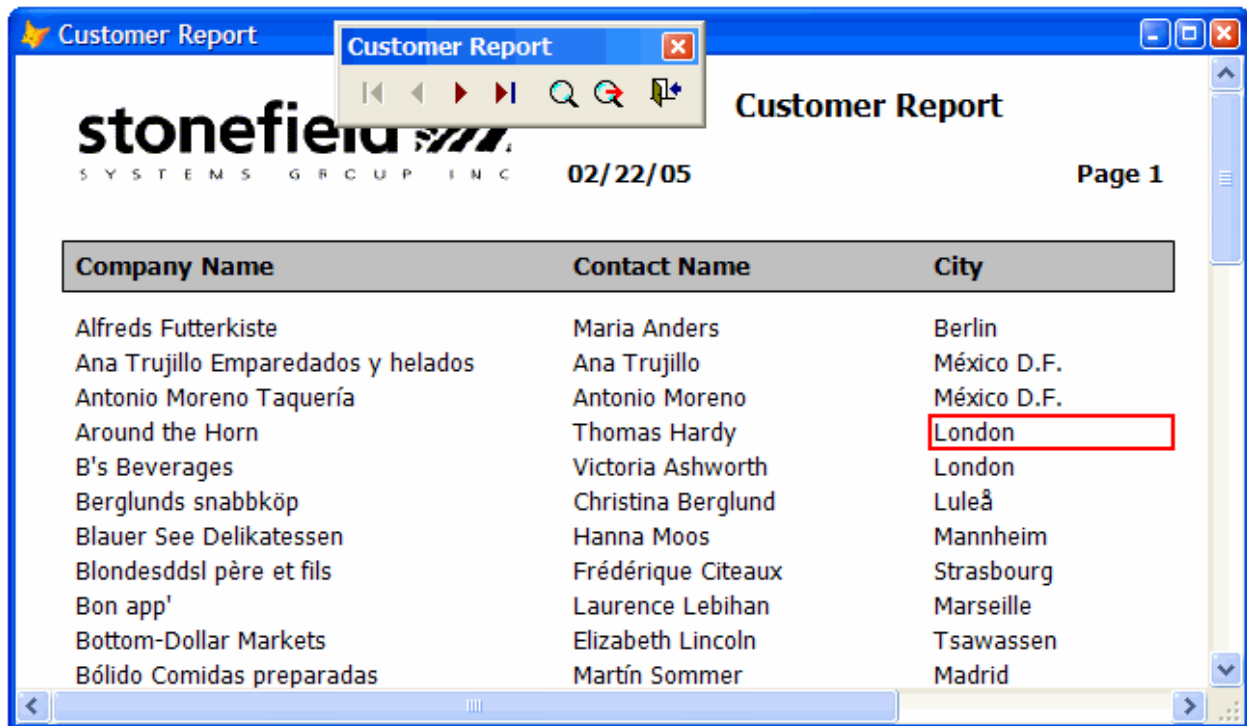 Customer Report
Customer Report
Customer Report
stonefield
SYSTEMS GROUP INC
02/22/05 Page 1
Company Name Contact Name City
Alfreds Futterkiste Maria Anders Berlin
Ana Trujillo Emparedados y helados Ana Trujillo México D.F.
Antonio Moreno Taquería Antonio Moreno México D.F.
Around the Horn Thomas Hardy London
B's Beverages Victoria Ashworth London
Berglunds snabbköp Christina Berglund Luleå
Blauer See Delikatessen Hanna Moos Mannheim
Blondesddsl père et fils Frédérique Citeaux Strasbourg
Bon app' Laurence Lebihan Marseille
Bottom-Dollar Markets Elizabeth Lincoln Tsawassen
Bólido Comidas preparadas Martín Sommer Madrid